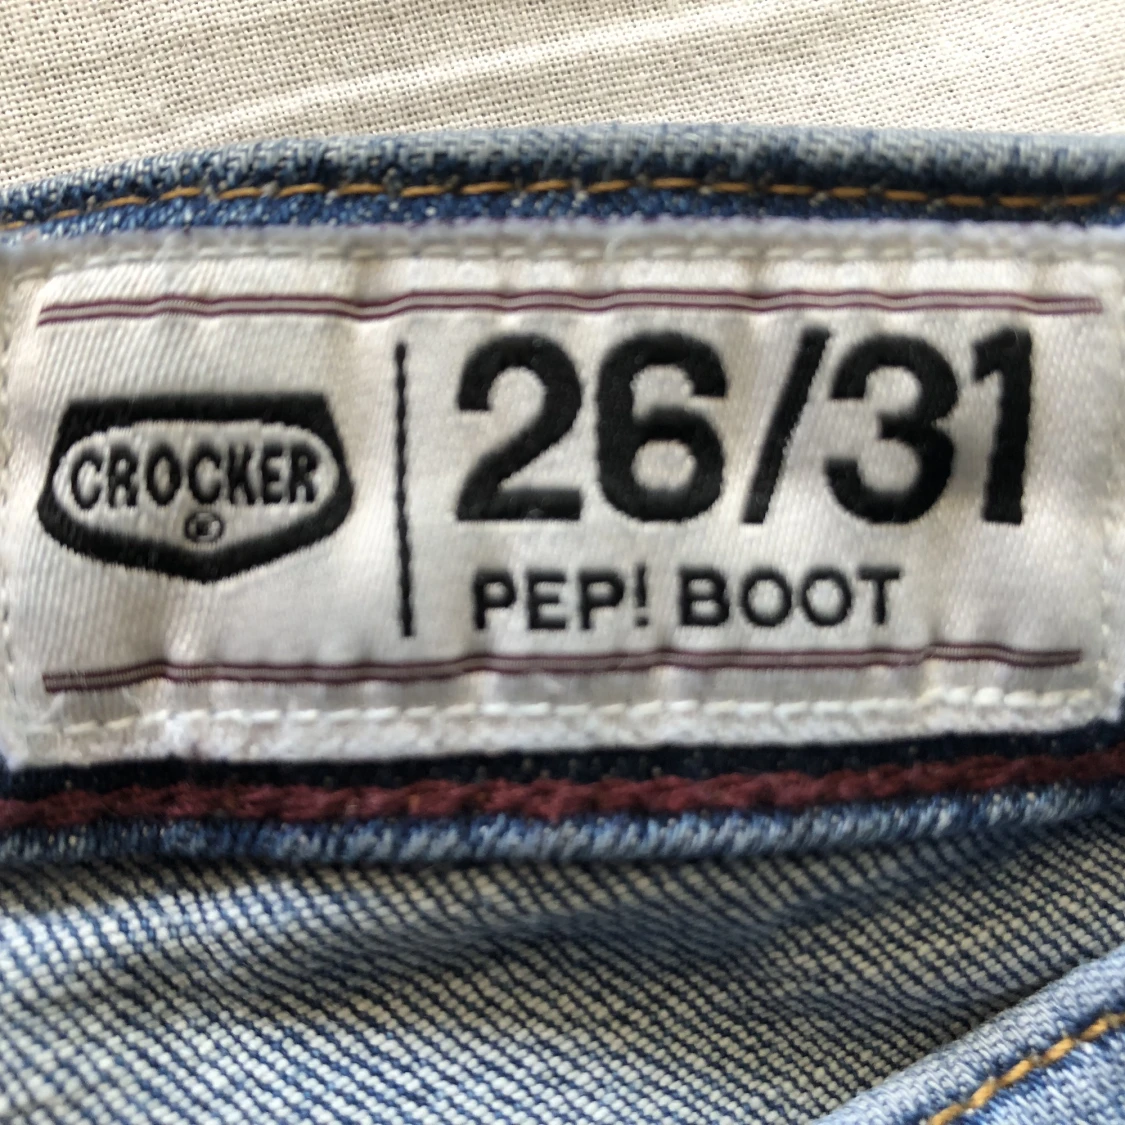 CROCKER
®
26/31
PEP! BOOT